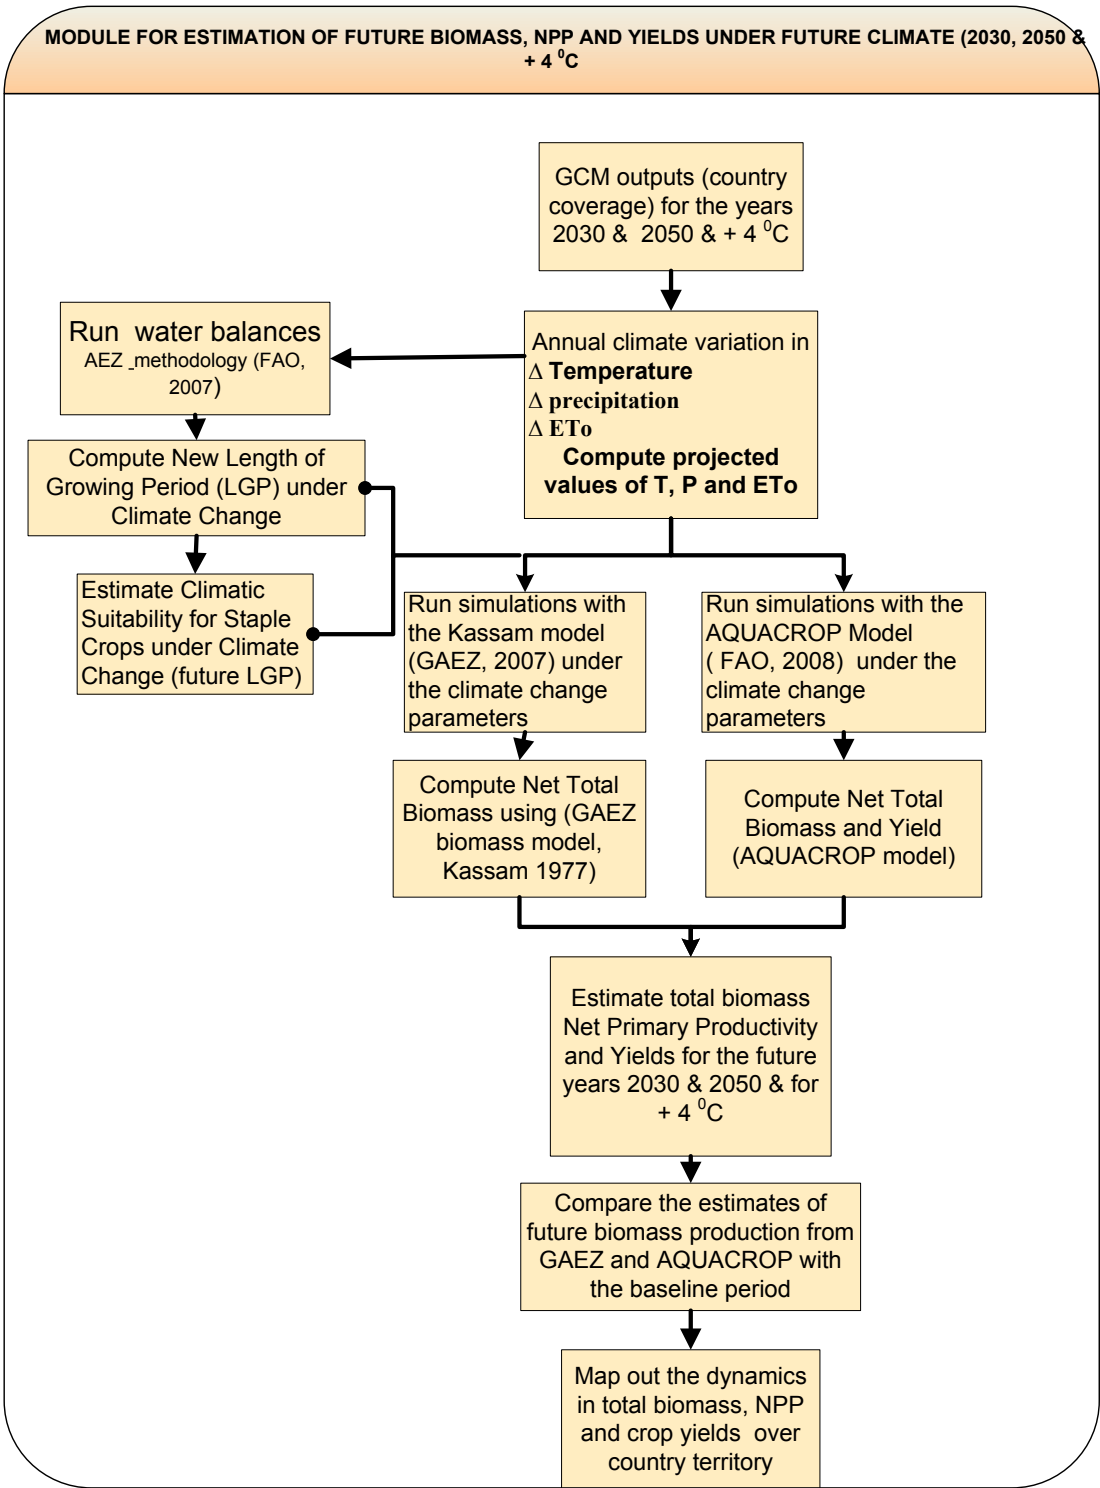 MODULE FOR ESTIMATION OF FUTURE BIOMASS, NPP AND YIELDS UNDER FUTURE CLIMATE (2030, 2050 &
+ 4 ⁰C
GCM outputs (country
coverage) for the years
2030 &  2050 & + 4 ⁰C
Annual climate variation in
Δ Temperature
Δ precipitation
Δ ETo
Compute projected
values of T, P and ETo
Run  water balances
AEZ _methodology (FAO,
2007)
Compute New Length of
Growing Period (LGP) under
Climate Change
Estimate Climatic
Suitability for Staple
Crops under Climate
Change (future LGP)
Run simulations with
the Kassam model
(GAEZ, 2007) under
the climate change
parameters
Run simulations with the
AQUACROP Model
( FAO, 2008)  under the
climate change
parameters
Compute Net Total
Biomass using (GAEZ
biomass model,
Kassam 1977)
Compute Net Total
Biomass and Yield
(AQUACROP model)
Estimate total biomass
Net Primary Productivity
and Yields for the future
years 2030 & 2050 & for
+ 4 ⁰C
Compare the estimates of
future biomass production from
GAEZ and AQUACROP with
the baseline period
Map out the dynamics
in total biomass, NPP
and crop yields  over
country territory